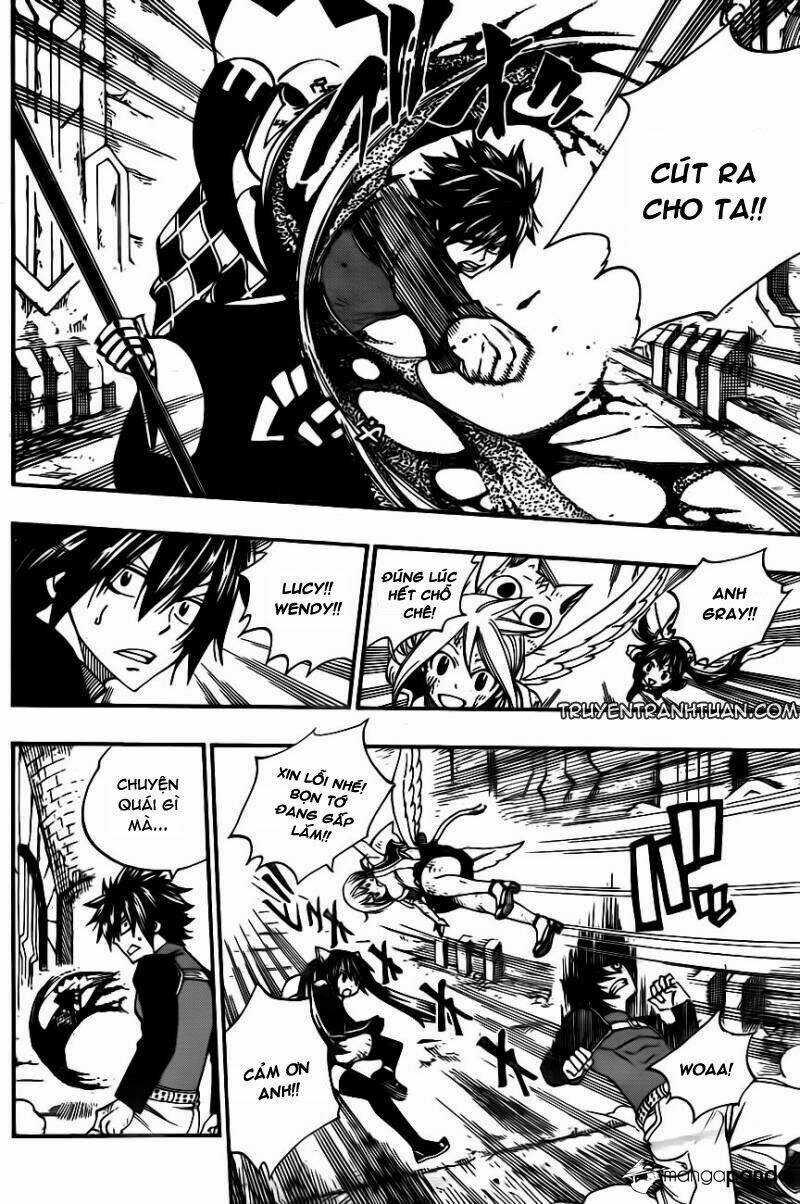 CÚT RA
CHO TA!!
ANH
GRAY!!
ĐÚNG LÚC
HẾT CHỖ
CHÊ!
LUCY!!
WENDY!!
TRUYENTRANHTUAN.COM
XIN LỖI NHÉ!
BỌN TỚ
ĐANG GẤP
LẮM!!
CHUYỆN
QUÁI GÌ
MÀ...
WOAA!
CẢM ƠN
ANH!!
mangapanda